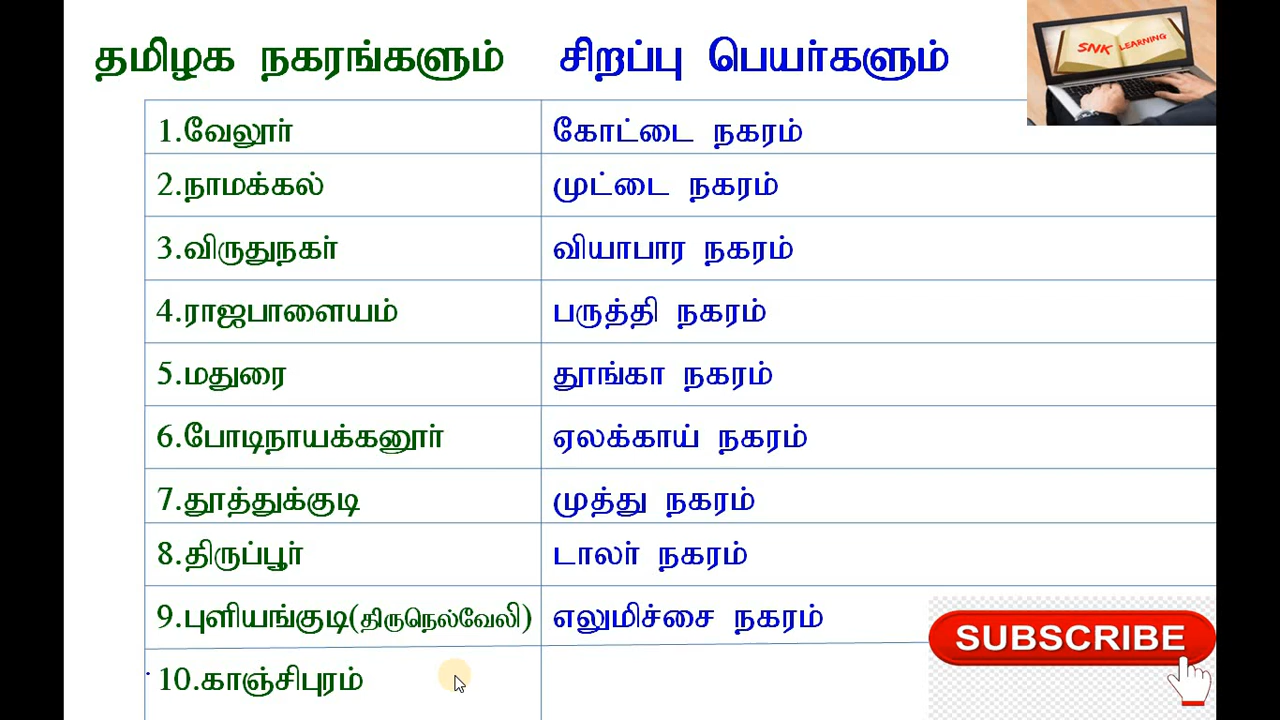 தமிழக நகரங்களும் சிறப்பு பெயர்களும்
SNK LEARNING
1.வேலூர் கோட்டை நகரம்
2.நாமக்கல் முட்டை நகரம்
3.விருதுநகர் வியாபார நகரம்
4.ராஜபாளையம் பருத்தி நகரம்
5.மதுரை தூங்கா நகரம்
6.போடிநாயக்கனூர் ஏலக்காய் நகரம்
7.தூத்துக்குடி முத்து நகரம்
8.திருப்பூர் டாலர் நகரம்
9.புளியங்குடி(திருநெல்வேலி) எலுமிச்சை நகரம்
SUBSCRIBE
10.காஞ்சிபுரம்